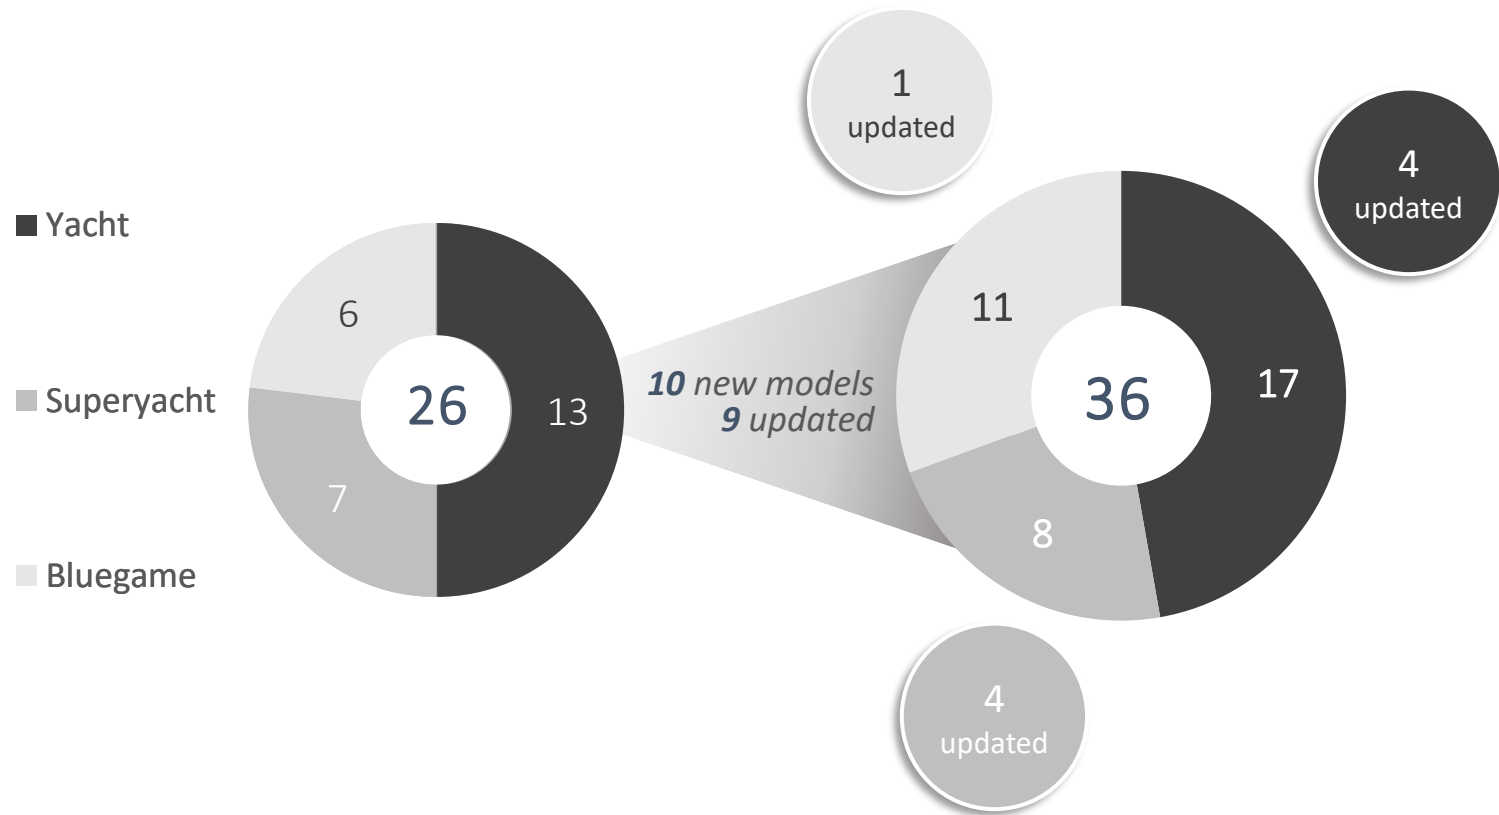 Yacht
Superyacht
Bluegame
6
26
13
7
10 new models
9 updated
1
updated
4
updated
11
36
17
8
4
updated